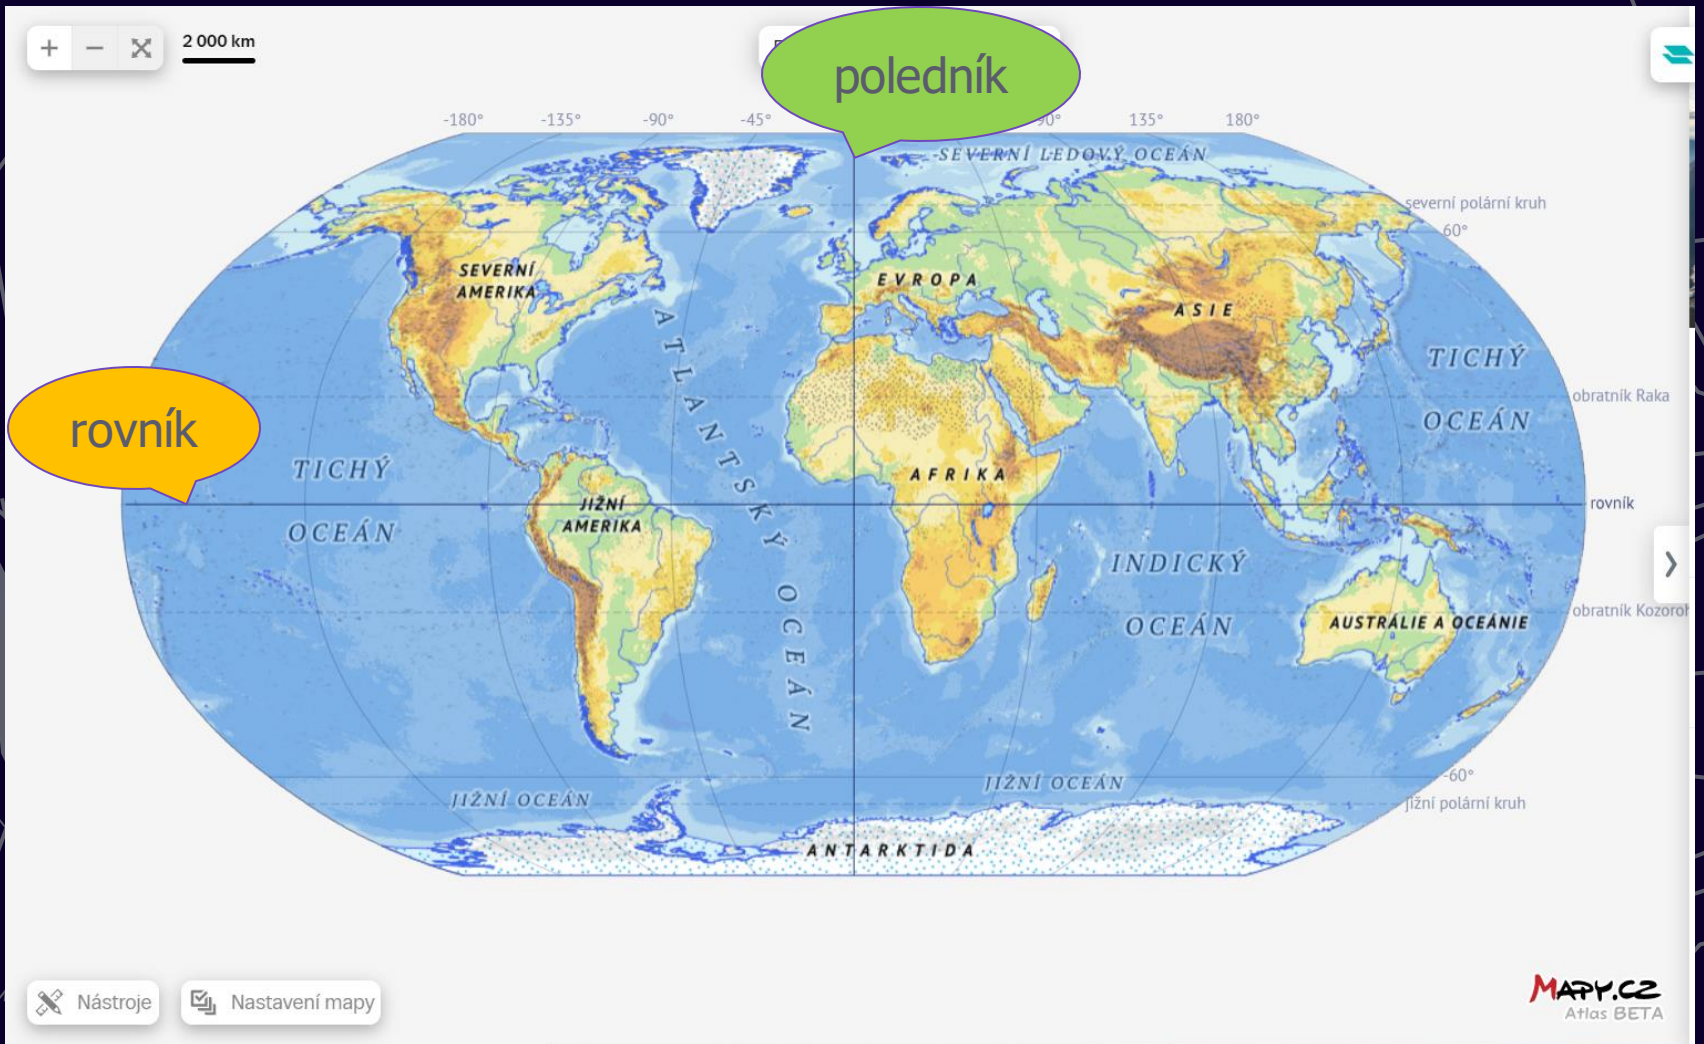 2 000 km
poledník
-180°
-135°
-90°
-45°
90°
135°
180°
SEVERNÍ LEDOVÝ OCEÁN
severní polární kruh
60°
SEVERNÍ
AMERIKA
EVROPA
ASIE
ATLANTSKÝ OCEÁN
TICHÝ
OCEÁN
obratník Raka
rovník
TICHÝ
OCEÁN
AFRIKA
JIŽNÍ
AMERIKA
rovník
INDICKÝ
OCEÁN
obratník Kozoroh
AUSTRÁLIE A OCEÁNIE
JIŽNÍ OCEÁN
-60°
JIŽNÍ OCEÁN
jižní polární kruh
ANTARKTIDA
Nástroje
Nastavení mapy
MAPY.CZ
Atlas BETA